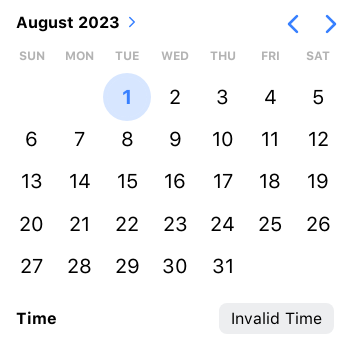 August 2023
SUN MON TUE WED THU FRI SAT
1 2 3 4 5
6 7 8 9 10 11 12
13 14 15 16 17 18 19
20 21 22 23 24 25 26
27 28 29 30 31
Time Invalid Time